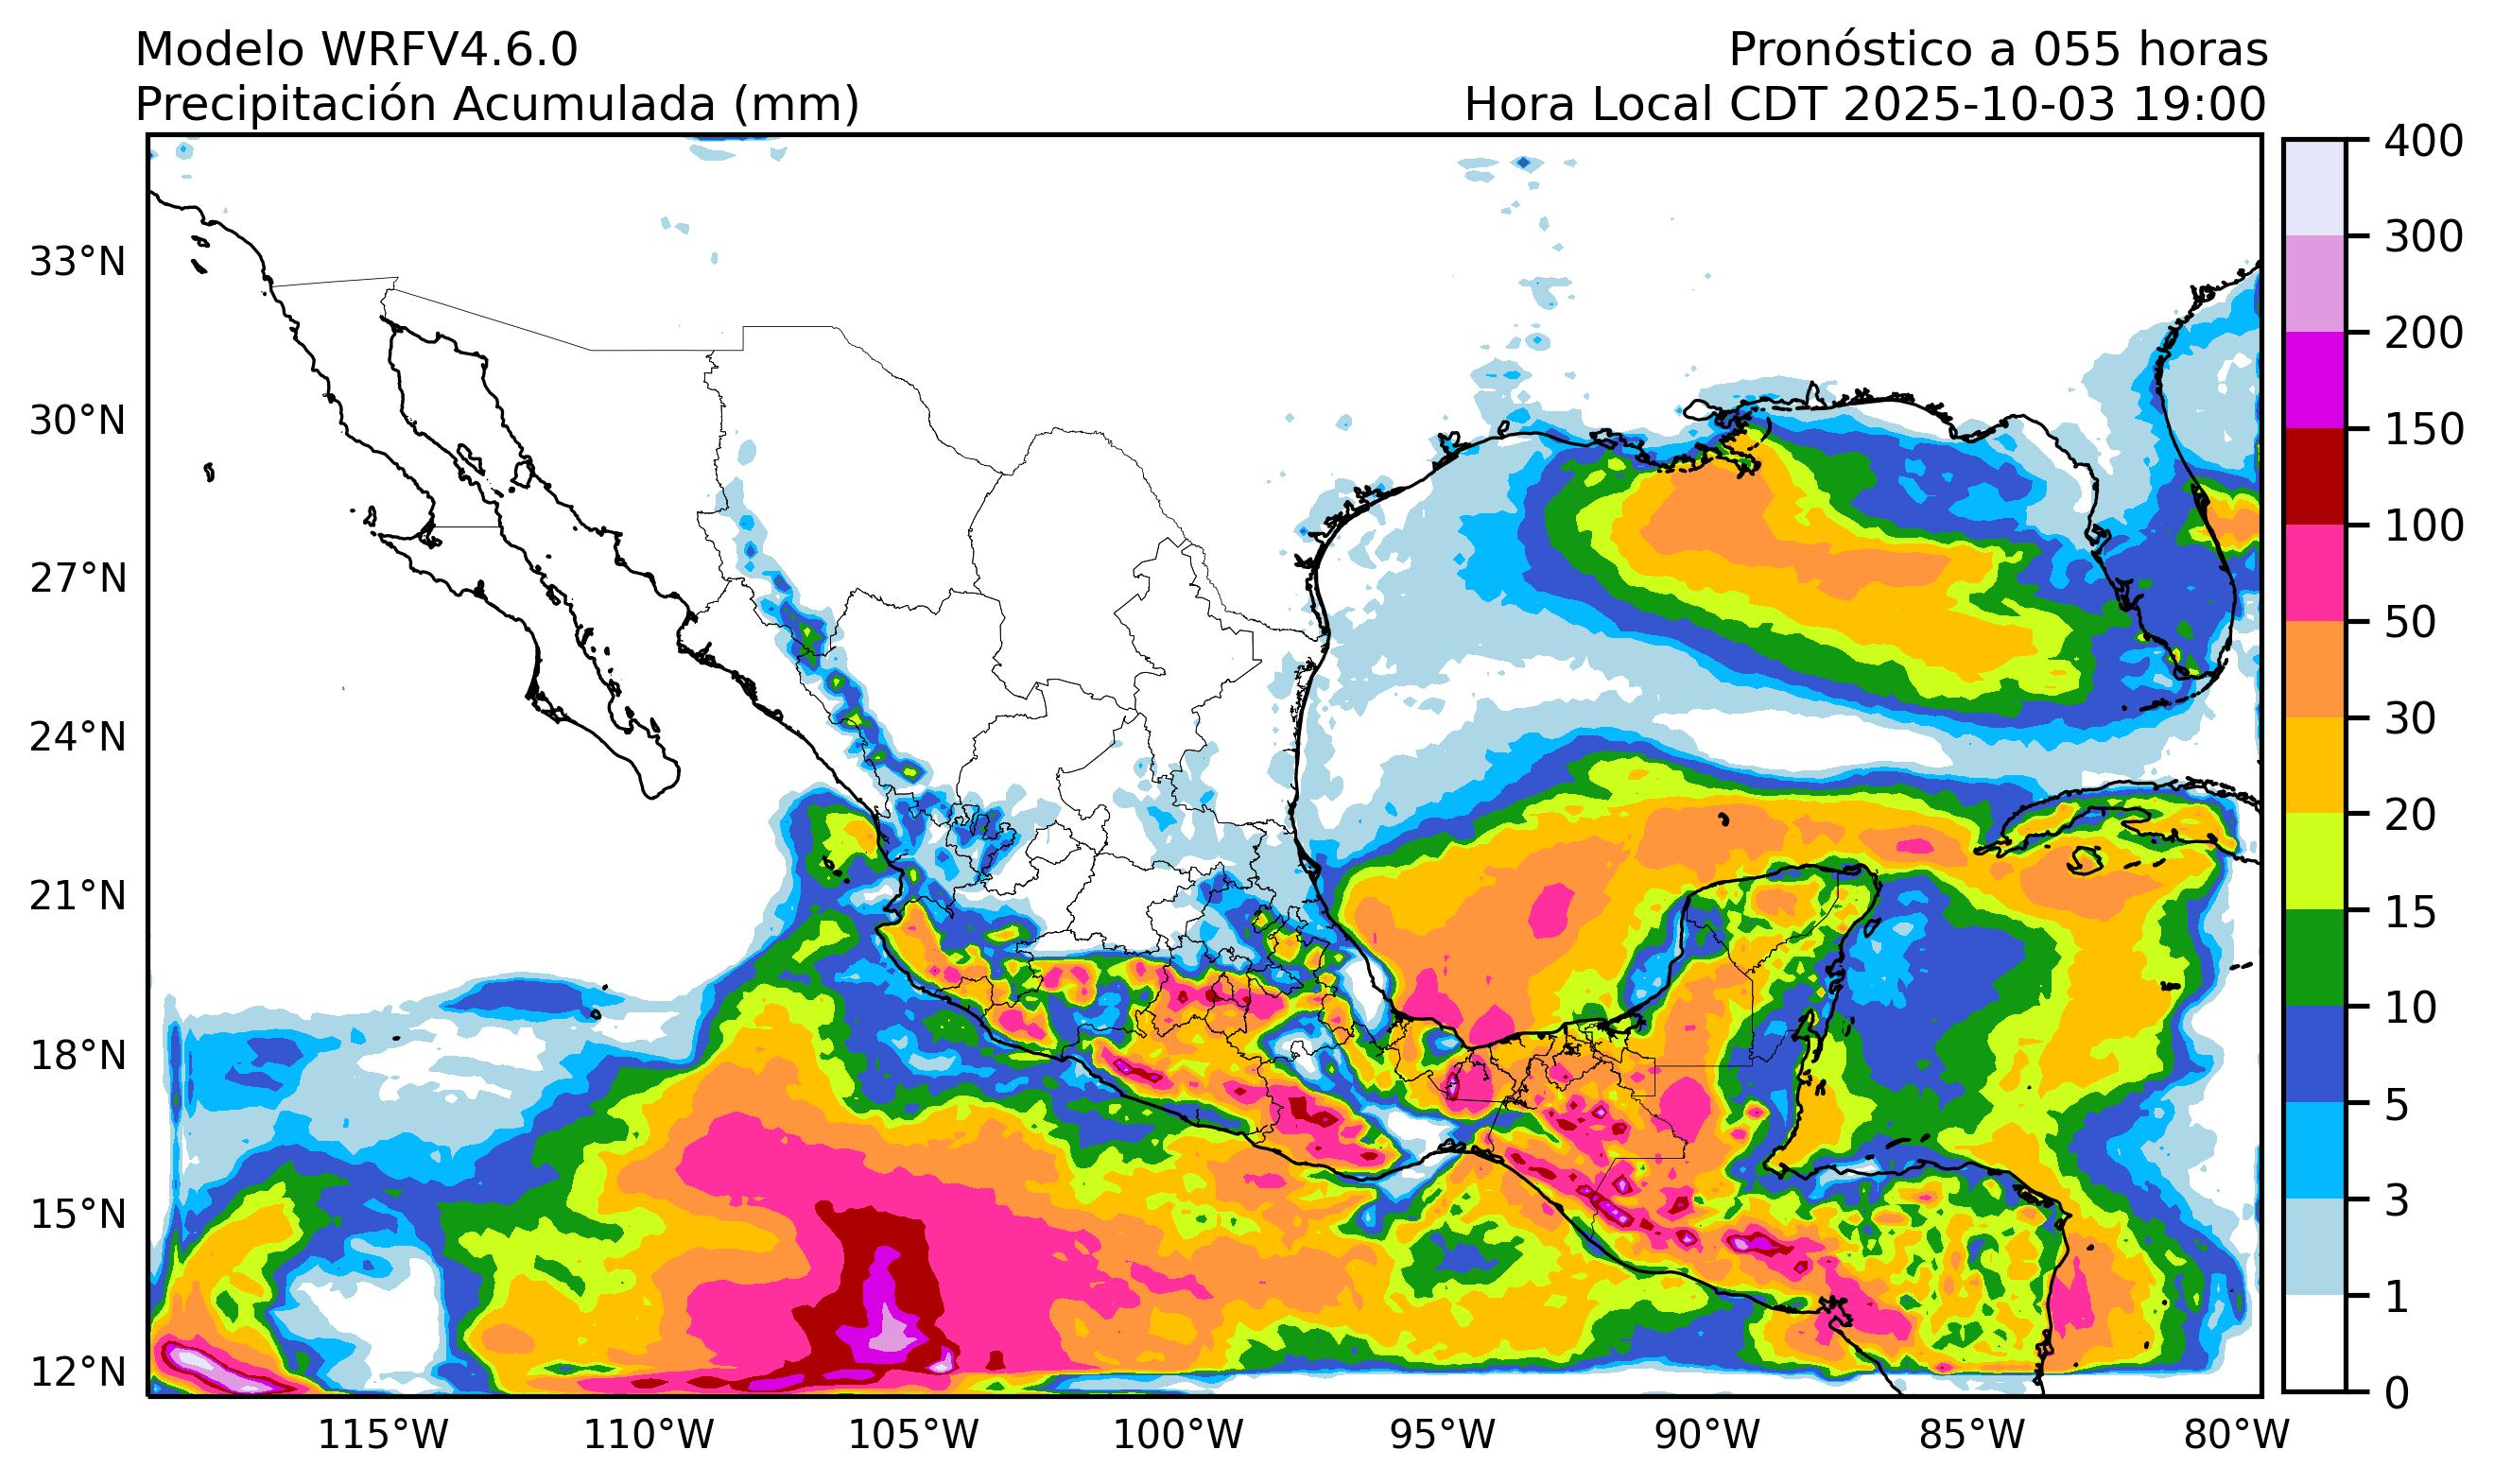 Modelo WRFV4.6.0
Pronóstico a 055 horas
Precipitación Acumulada (mm)
Hora Local CDT 2025-10-03 19:00
33°N
30°N
27°N
24°N
21°N
18°N
15°N
12°N
115°W
110°W
105°W
100°W
95°W
90°W
85°W
80°W
400
300
200
150
100
50
30
20
15
10
5
3
1
0